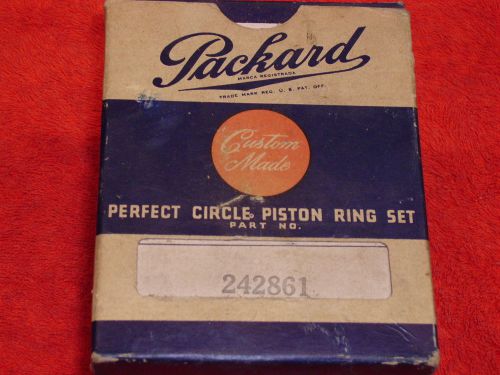 Packard
MARCA REGISTRADA
TRADE MARK REG. U. S. PAT. OFF.
Custom
Made
PERFECT CIRCLE PISTON RING SET
PART NO.
242861